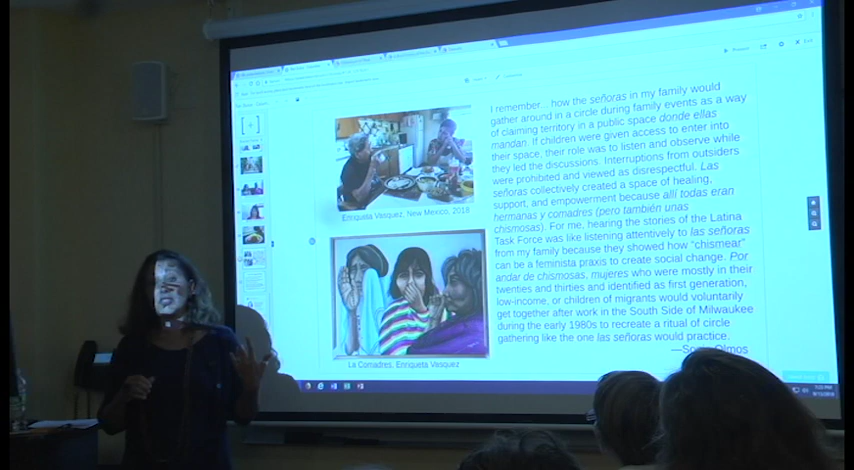 Enriqueta Vasquez, New Mexico, 2018
La Comadres, Enriqueta Vasquez
I remember... how the señoras in my family would
gather around in a circle during family events as a way
of claiming territory in a public space donde ellas
mandan. If children were given access to enter into
their space, their role was to listen and observe while
they led the discussions. Interruptions from outsiders
were prohibited and viewed as disrespectful. Las
señoras collectively created a space of healing,
support, and empowerment because allí todas eran
hermanas y comadres (pero también unas
chismosas). For me, hearing the stories of the Latina
Task Force was like listening attentively to las señoras
from my family because they showed how "chismear"
can be a feminist praxis to create social change. Por
andar de chismosas, mujeres who were mostly in their
twenties and thirties and identified as first generation,
low-income, or children of migrants would voluntarily
get together after work in the South Side of Milwaukee
during the early 1980s to recreate a ritual of circle
gathering like the one las señoras would practice.
Olmos